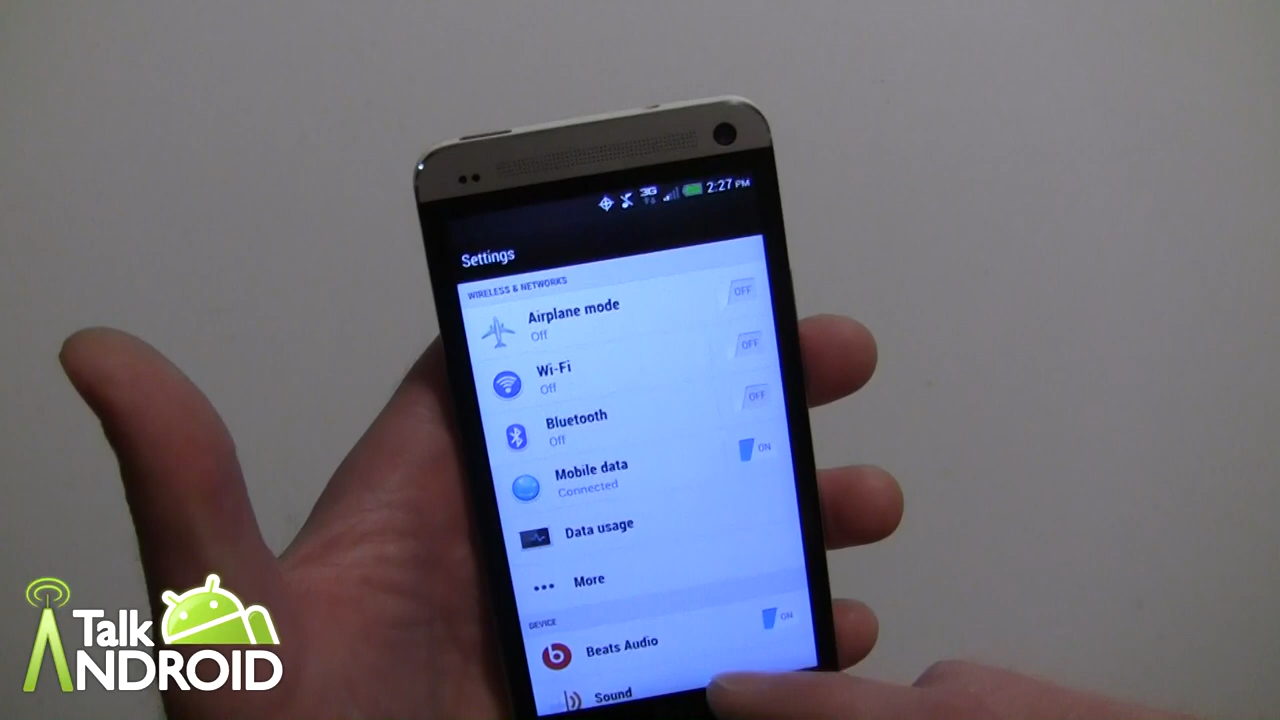 3G 2:27 PM
Settings
WIRELESS & NETWORKS
Airplane mode OFF
Off
Wi-Fi OFF
Off
Bluetooth OFF
Off
Mobile data ON
Connected
Data usage
More
DEVICE
Beats Audio ON
Sound
Talk
ANDROID